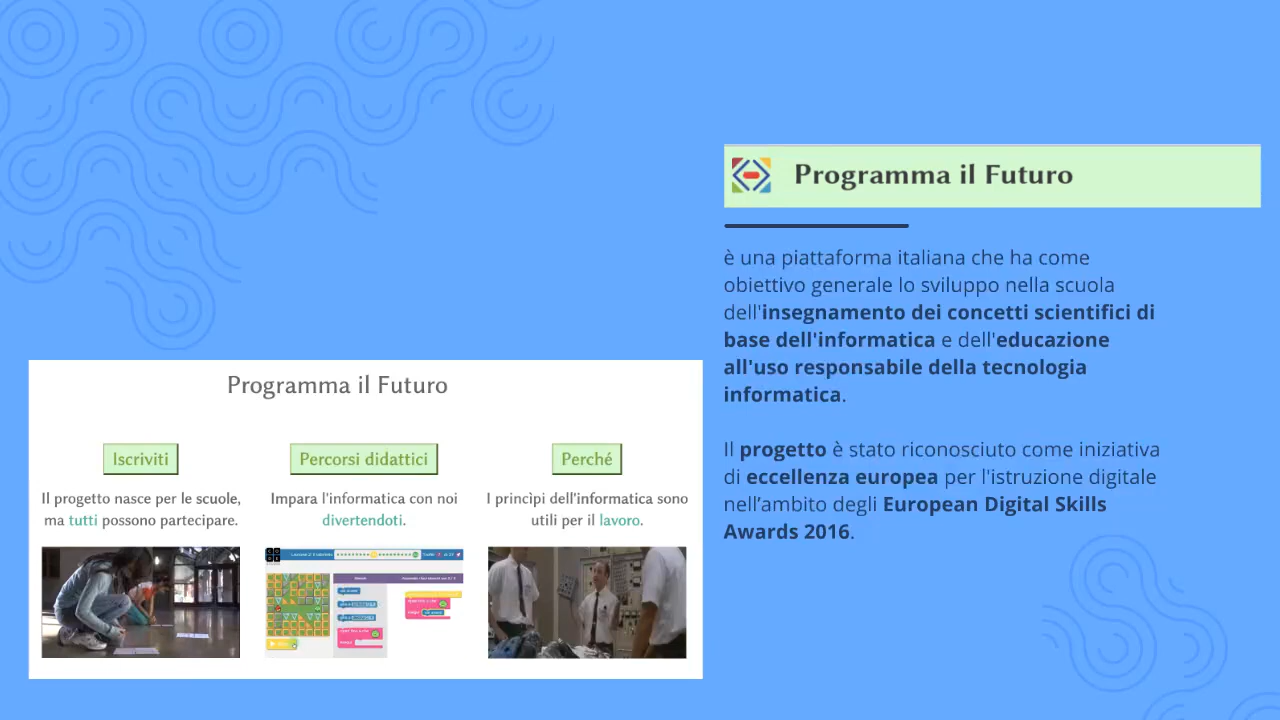 Programma il Futuro
è una piattaforma italiana che ha come
obiettivo generale lo sviluppo nella scuola
dell'insegnamento dei concetti scientifici di
base dell'informatica e dell'educazione
all'uso responsabile della tecnologia
informatica.
Il progetto è stato riconosciuto come iniziativa
di eccellenza europea per l'istruzione digitale
nell’ambito degli European Digital Skills
Awards 2016.
Programma il Futuro
Iscriviti
Il progetto nasce per le scuole,
ma tutti possono partecipare.
Percorsi didattici
Impara l'informatica con noi
divertendoti.
Perché
I princìpi dell'informatica sono
utili per il lavoro.